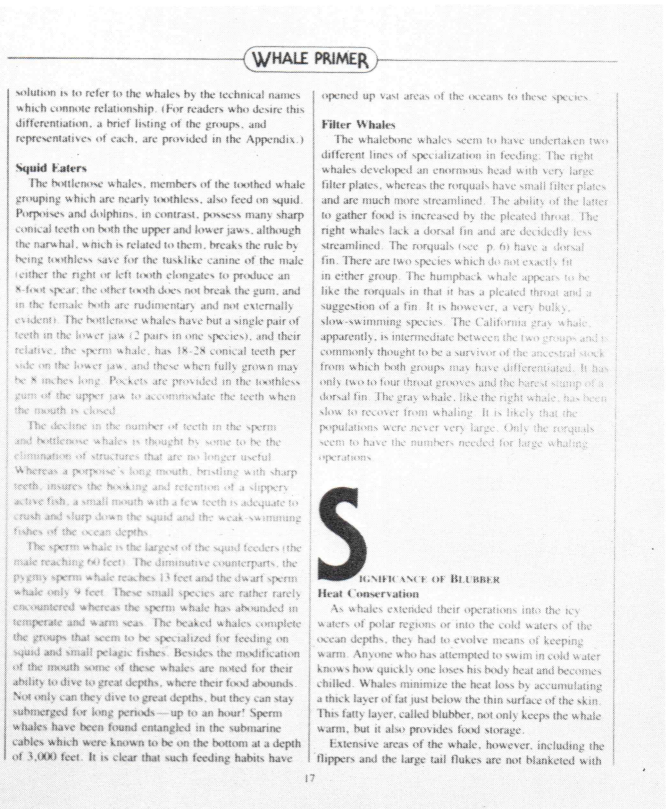 WHALE PRIMER
solution is to refer to the whales by the technical names
which connote relationship. (For readers who desire this
differentiation, a brief listing of the groups, and
representatives of each, are provided in the Appendix.)
Squid Eaters
The bottlenose whales, members of the toothed whale
grouping which are nearly toothless, also feed on squid.
Porpoises and dolphins, in contrast, possess many sharp
conical teeth on both the upper and lower jaws, although
the narwhal, which is related to them, breaks the rule by
being toothless save for the tusklike canine of the male
(either the right or left tooth elongates to produce an
8-foot spear; the other tooth does not break the gum, and
in the female both are rudimentary and not externally
evident). The bottlenose whales have but a single pair of
teeth in the lower jaw (2 pairs in one species), and their
relative, the sperm whale, has 18-28 conical teeth per
side on the lower jaw, and these when fully grown may
be 8 inches long. Pockets are provided in the toothless
gum of the upper jaw to accommodate the teeth when
the mouth is closed.
The decline in the number of teeth in the sperm
and bottlenose whales is thought by some to be the
elimination of structures that are no longer useful.
Whereas a porpoise's long mouth, bristling with sharp
teeth, insures the hooking and retention of a slippery
active fish, a small mouth with a few teeth is adequate to
crush and slurp down the squid and the weak-swimming
fishes of the ocean depths.
The sperm whale is the largest of the squid feeders (the
male reaching 60 feet). The diminutive counterparts, the
pygmy sperm whale reaches 13 feet and the dwarf sperm
whale only 9 feet. These small species are rather rarely
encountered whereas the sperm whale has abounded in
temperate and warm seas. The beaked whales complete
the groups that seem to be specialized for feeding on
squid and small pelagic fishes. Besides the modification
of the mouth some of these whales are noted for their
ability to dive to great depths, where their food abounds.
Not only can they dive to great depths, but they can stay
submerged for long periods—up to an hour! Sperm
whales have been found entangled in the submarine
cables which were known to be on the bottom at a depth
of 3,000 feet. It is clear that such feeding habits have
opened up vast areas of the oceans to these species.
Filter Whales
The whalebone whales seem to have undertaken two
different lines of specialization in feeding. The right
whales developed an enormous head with very large
filter plates, whereas the rorquals have small filter plates
and are much more streamlined. The ability of the latter
to gather food is increased by the pleated throat. The
right whales lack a dorsal fin and are decidedly less
streamlined. The rorquals (see p. 6) have a dorsal
fin. There are two species which do not exactly fit
in either group. The humpback whale appears to be
like the rorquals in that it has a pleated throat and a
suggestion of a fin. It is however, a very bulky,
slow-swimming species. The California gray whale,
apparently, is intermediate between the two groups and is
commonly thought to be a survivor of the ancestral stock
from which both groups may have differentiated. It has
only two to four throat grooves and the barest stump of a
dorsal fin. The gray whale, like the right whale, has been
slow to recover from whaling. It is likely that the
populations were never very large. Only the rorquals
seem to have the numbers needed for large whaling
operations.
SIGNIFICANCE OF BLUBBER
Heat Conservation
As whales extended their operations into the icy
waters of polar regions or into the cold waters of the
ocean depths, they had to evolve means of keeping
warm. Anyone who has attempted to swim in cold water
knows how quickly one loses his body heat and becomes
chilled. Whales minimize the heat loss by accumulating
a thick layer of fat just below the thin surface of the skin.
This fatty layer, called blubber, not only keeps the whale
warm, but it also provides food storage.
Extensive areas of the whale, however, including the
flippers and the large tail flukes are not blanketed with
17